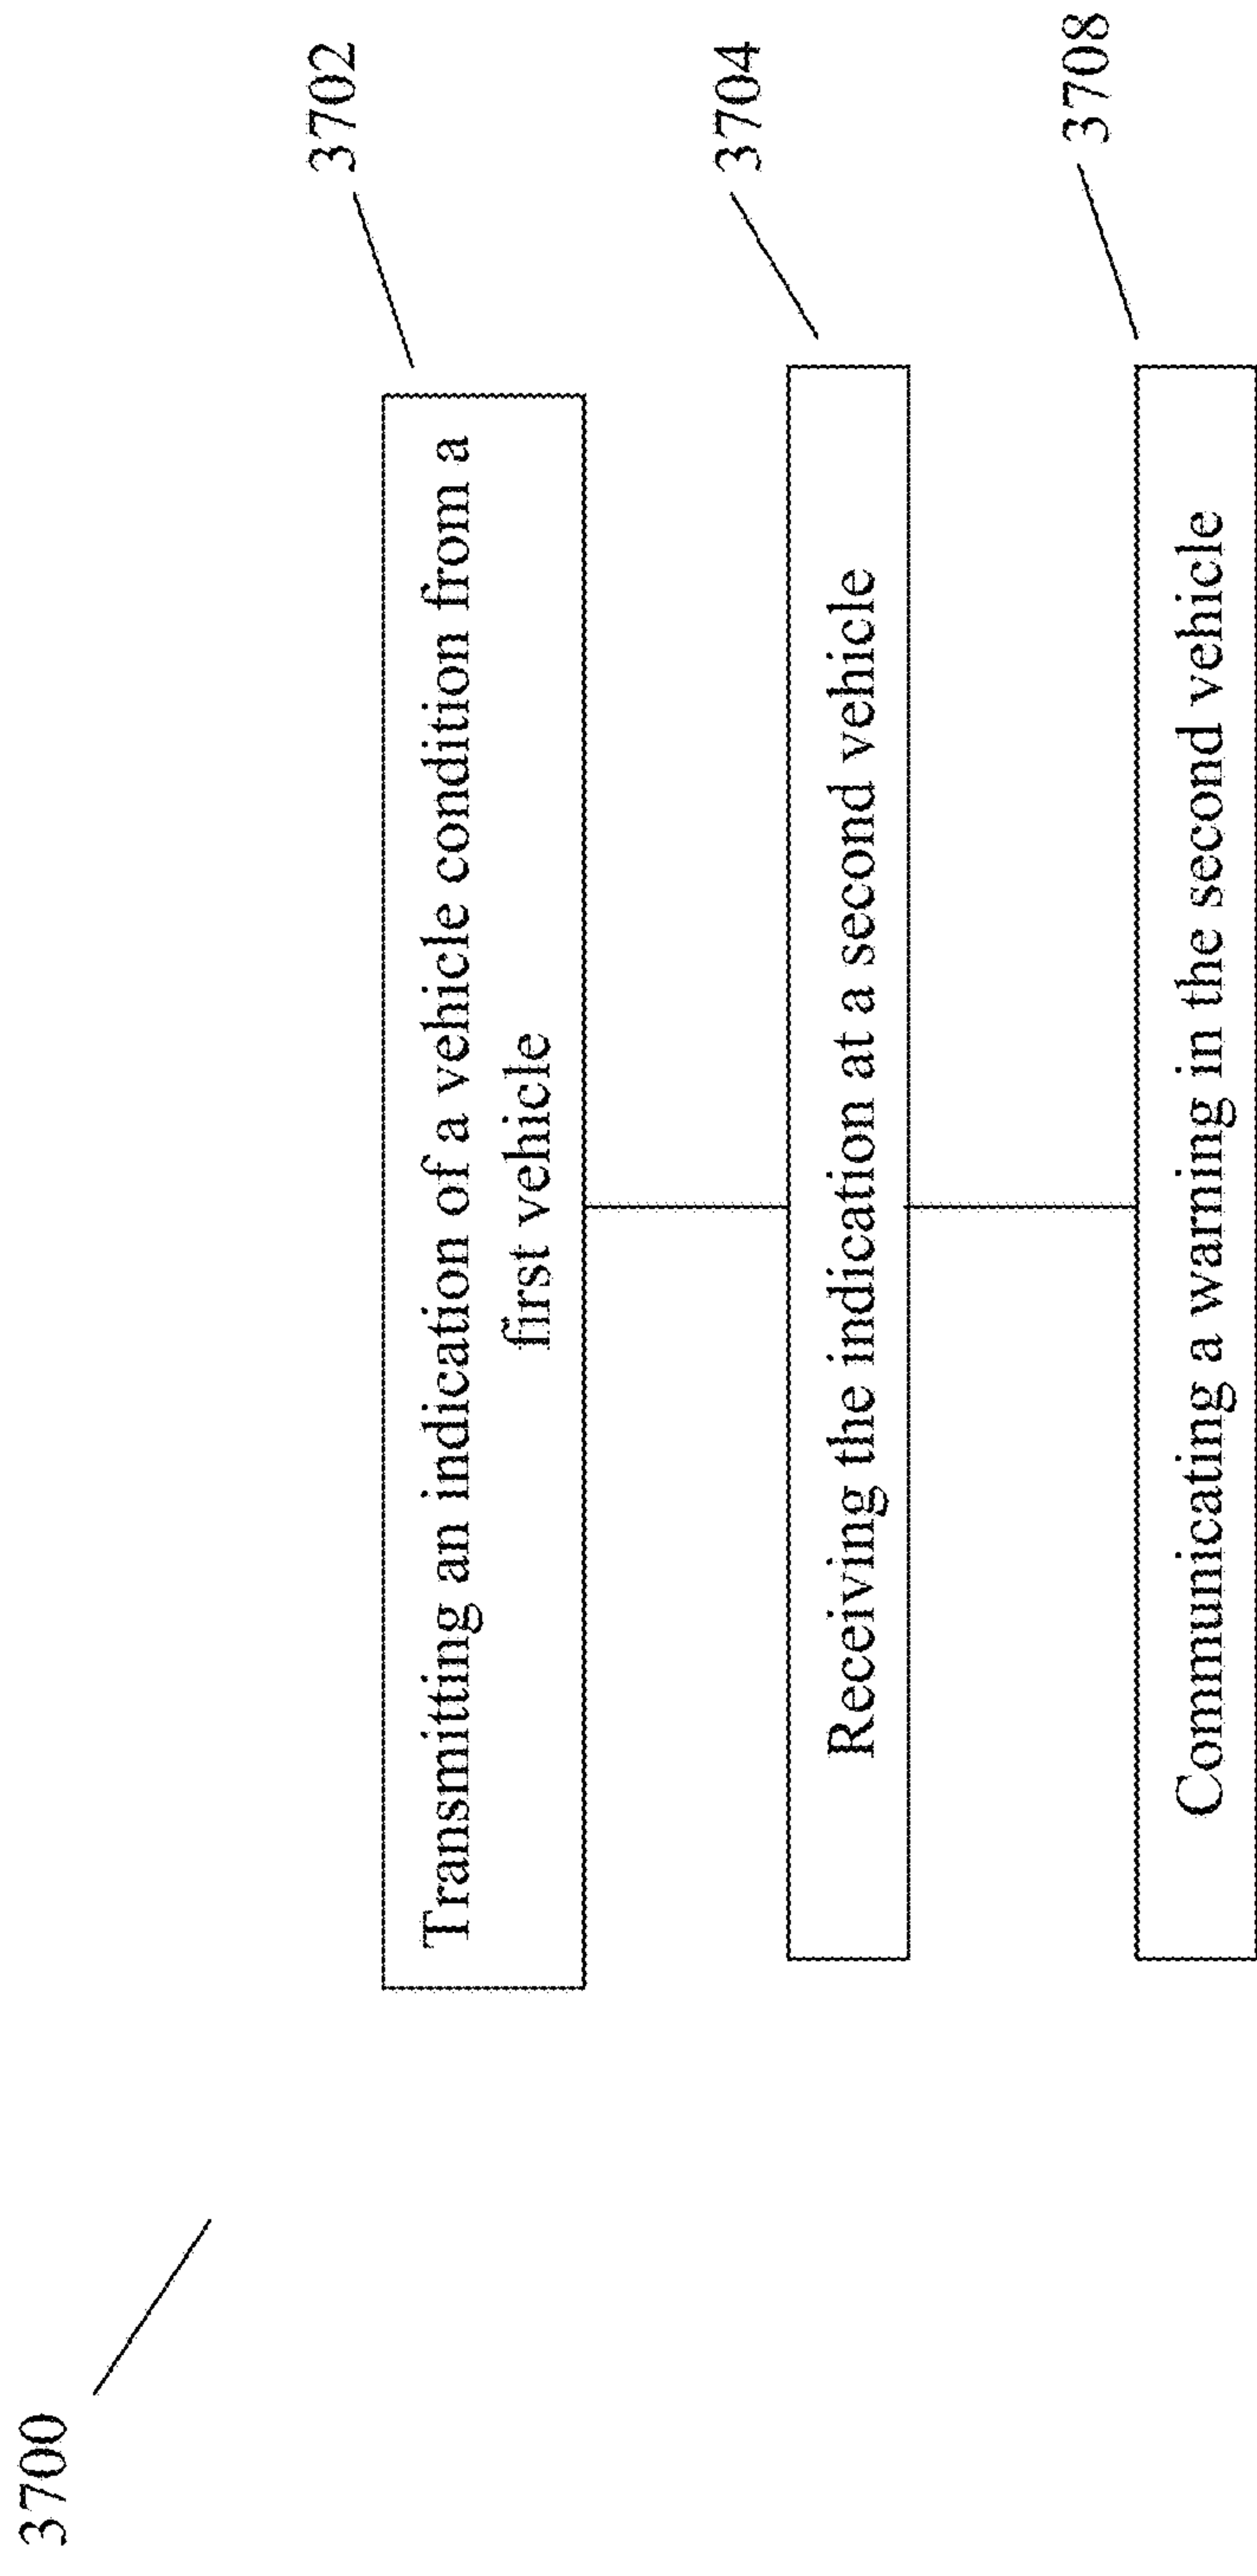 3700
3702
Transmitting an indication of a vehicle condition from a
first vehicle
3704
Receiving the indication at a second vehicle
3708
Communicating a warning in the second vehicle